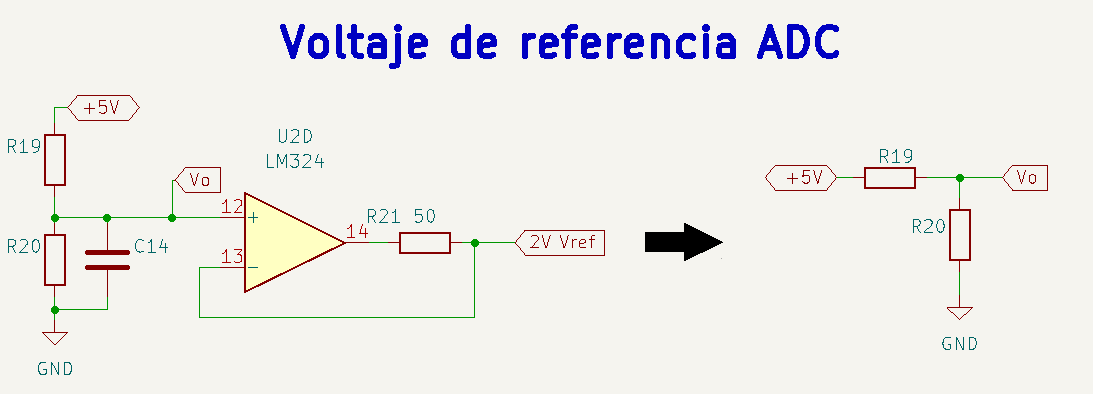 Voltaje de referencia ADC
+5V
R19
U2D
LM324
Vo
12
+
R20
C14
13
−
14
R21 50
2V Vref
GND
+5V
R19
Vo
R20
GND